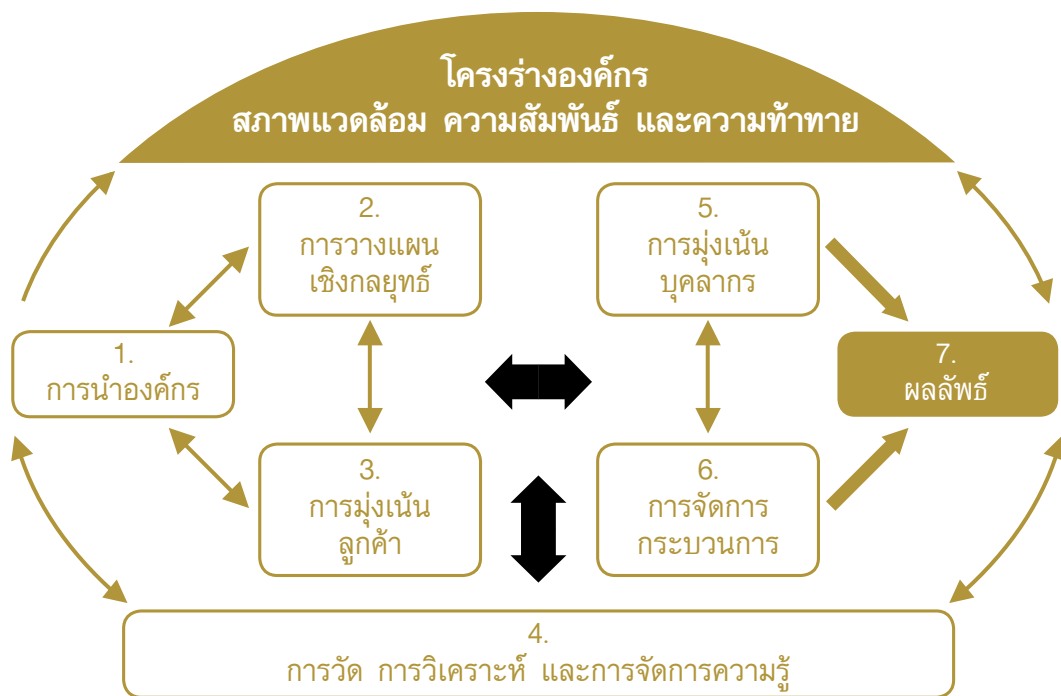 โครงร่างองค์กร
สภาพแวดล้อม ความสัมพันธ์ และความท้าทาย
2.
การวางแผน
เชิงกลยุทธ์
5.
การมุ่งเน้น
บุคลากร
1.
การนำองค์กร
7.
ผลลัพธ์
3.
การมุ่งเน้น
ลูกค้า
6.
การจัดการ
กระบวนการ
4.
การวัด การวิเคราะห์ และการจัดการความรู้